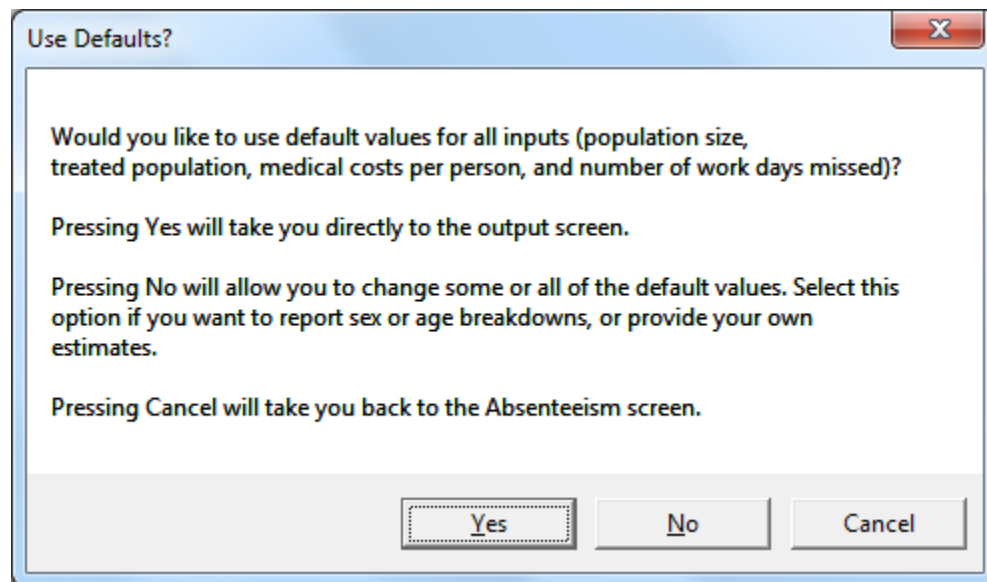 Use Defaults?
X
Would you like to use default values for all inputs (population size,
treated population, medical costs per person, and number of work days missed)?
Pressing Yes will take you directly to the output screen.
Pressing No will allow you to change some or all of the default values. Select this
option if you want to report sex or age breakdowns, or provide your own
estimates.
Pressing Cancel will take you back to the Absenteeism screen.
Yes
No
Cancel